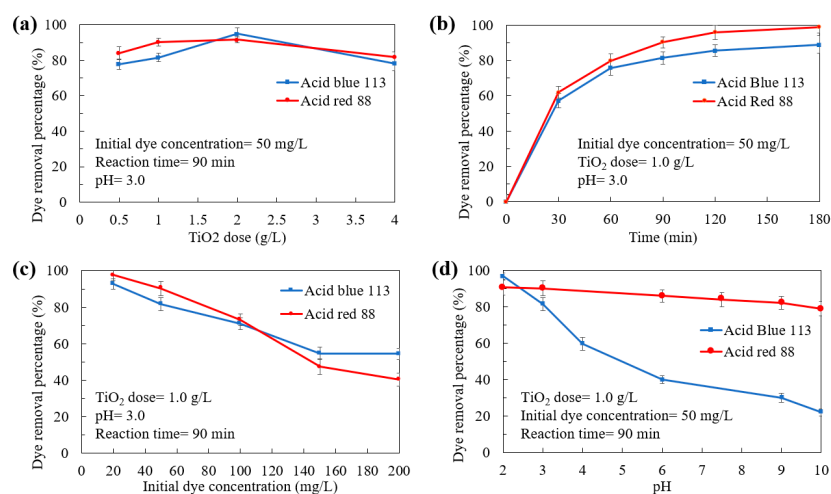 (a)
Dye removal percentage (%)
100
80
60
40
20
0
Acid blue 113
Acid red 88
Initial dye concentration= 50 mg/L
Reaction time= 90 min
pH= 3.0
0 0.5 1 1.5 2 2.5 3 3.5 4
TiO2 dose (g/L)
(b)
Dye removal percentage (%)
100
80
60
40
20
0
Acid Blue 113
Acid Red 88
Initial dye concentration= 50 mg/L
TiO₂ dose= 1.0 g/L
pH= 3.0
0 30 60 90 120 150 180
Time (min)
(c)
Dye removal percentage (%)
100
80
60
40
20
0
Acid blue 113
Acid red 88
TiO₂ dose= 1.0 g/L
pH= 3.0
Reaction time= 90 min
0 20 40 60 80 100 120 140 160 180 200
Initial dye concentration (mg/L)
(d)
Dye removal percentage (%)
100
80
60
40
20
0
Acid Blue 113
Acid red 88
TiO₂ dose= 1.0 g/L
Initial dye concentration= 50 mg/L
Reaction time= 90 min
2 3 4 5 6 7 8 9 10
pH